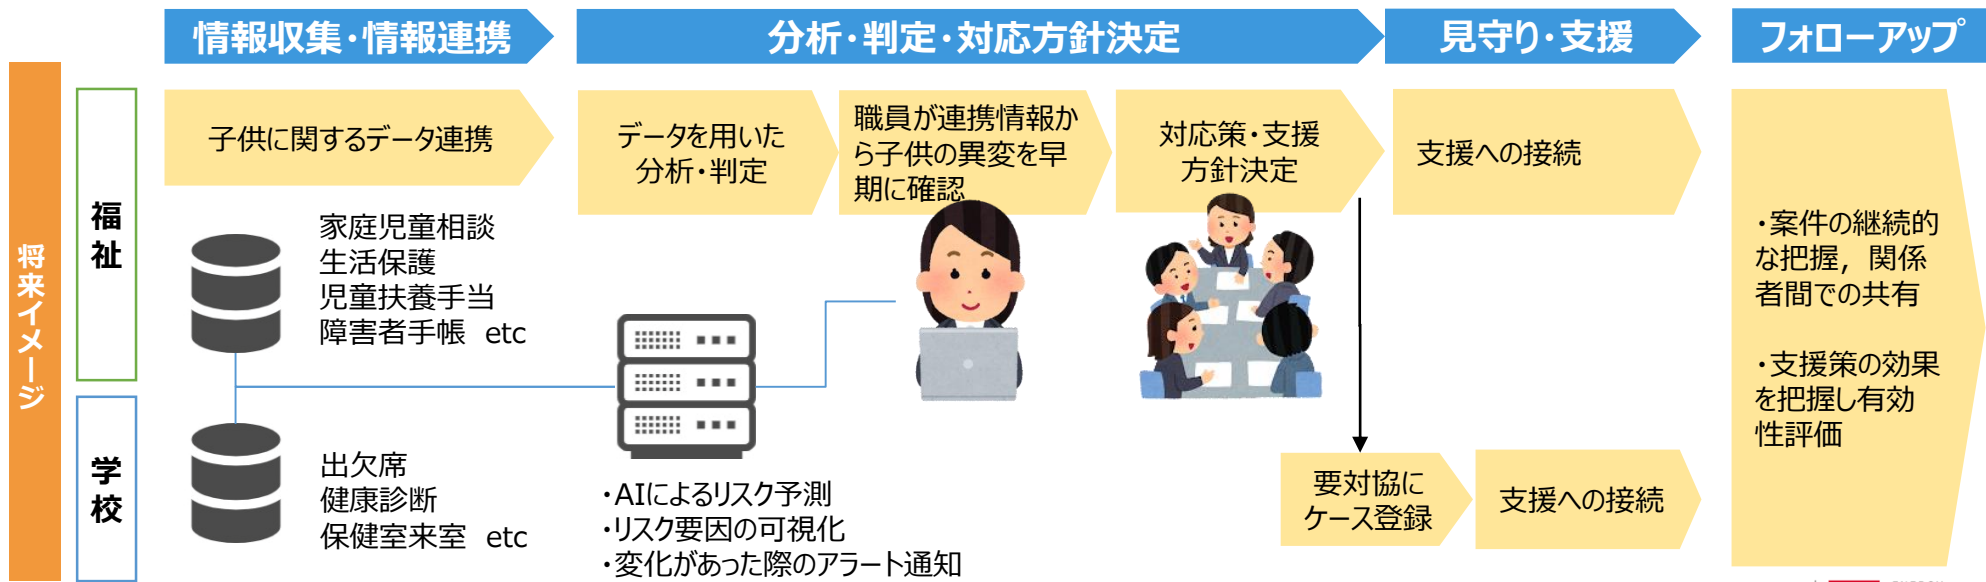 情報収集・情報連携
分析・判定・対応方針決定
見守り・支援
フォローアップ
将来イメージ
福祉
子供に関するデータ連携
データを用いた
分析・判定
職員が連携情報か
ら子供の異変を早
期に確認
対応策・支援
方針決定
支援への接続
家庭児童相談
生活保護
児童扶養手当
障害者手帳 etc
学校
出欠席
健康診断
保健室来室 etc
・AIによるリスク予測
・リスク要因の可視化
・変化があった際のアラート通知
要対協に
ケース登録
支援への接続
・案件の継続的
な把握，関係
者間での共有
・支援策の効果
を把握し有効
性評価